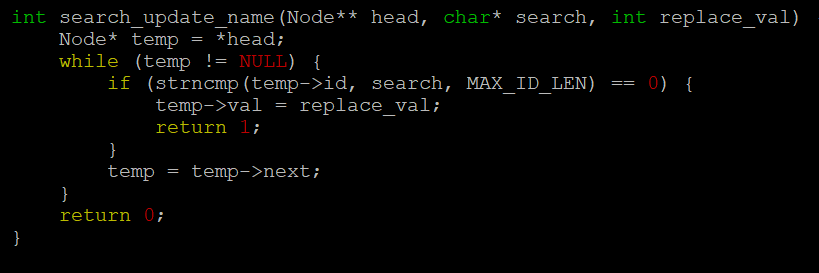 int search_update_name(Node** head, char* search, int replace_val)
    Node* temp = *head;
    while (temp != NULL) {
        if (strncmp(temp->id, search, MAX_ID_LEN) == 0) {
            temp->val = replace_val;
            return 1;
        }
        temp = temp->next;
    }
    return 0;
}